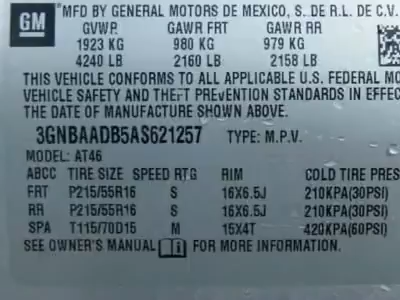 GM
MFD BY GENERAL MOTORS DE MEXICO, S. DE R.L. DE C.V.
GVWP GAWR FRT GAWR RR
1923 KG 980 KG 979 KG
4240 LB 2160 LB 2158 LB
THIS VEHICLE CONFORMS TO ALL APPLICABLE U.S. FEDERAL
VEHICLE SAFETY AND THEFT PREVENTION STANDARDS IN EFFEC
THE DATE OF MANUFACTURE SHOWN ABOVE.
3GNBAADB5AS621257 TYPE: M.P.V.
MODEL: AT46
ABCC TIRE SIZE SPEED RTG RIM COLD TIRE PRES
FRT P215/55R16 S 16X6.5J 210KPA(30PSI)
RR P215/55R16 S 16X6.5J 210KPA(30PSI)
SPA T115/70D15 M 15X4T 420KPA(60PSI)
SEE OWNER'S MANUAL FOR MORE INFORMATION.